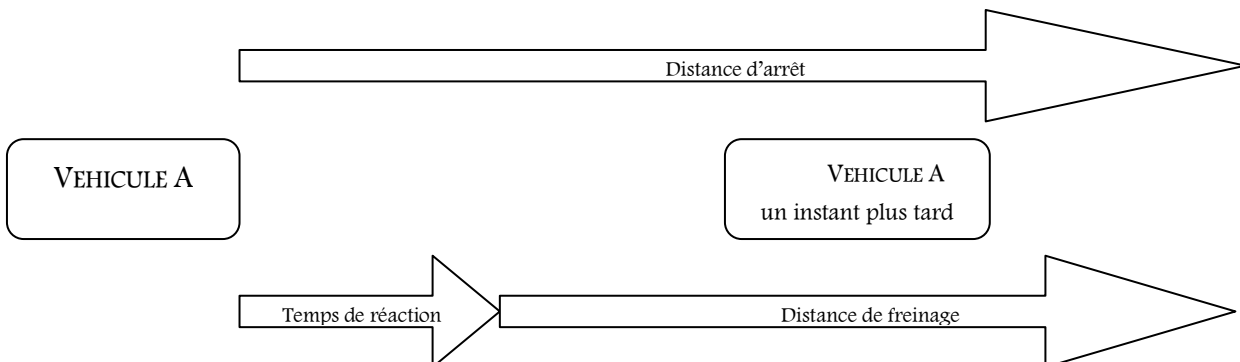 Distance d'arrêt
VEHICULE A
VEHICULE A
un instant plus tard
Temps de réaction
Distance de freinage